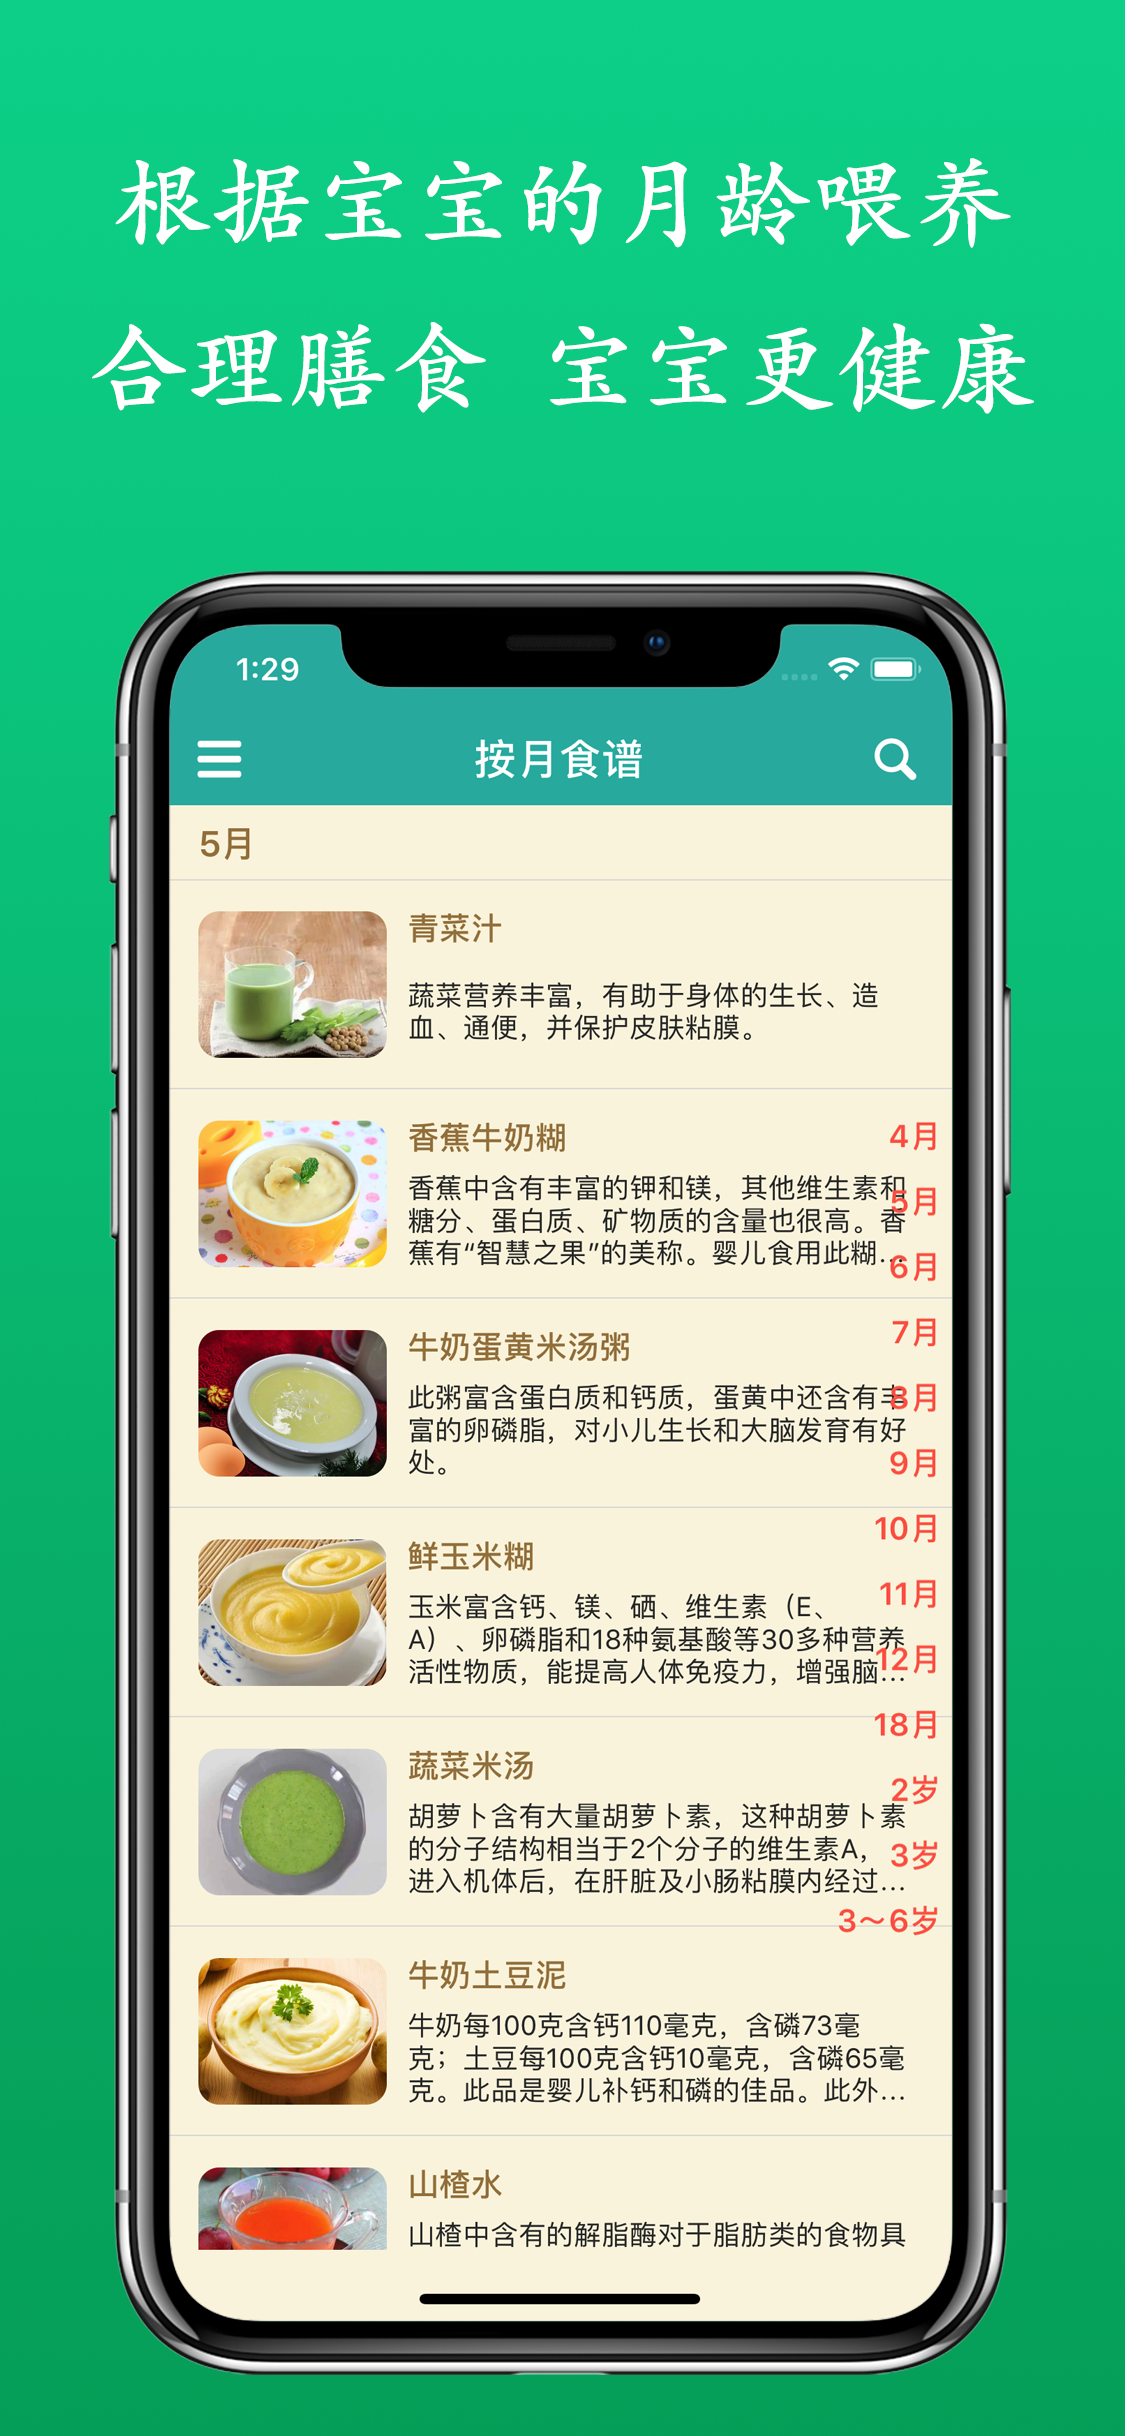 根据宝宝的月龄喂养
合理膳食 宝宝更健康
1:29
按月食谱
5月
青菜汁
蔬菜营养丰富，有助于身体的生长、造
血、通便，并保护皮肤粘膜。
香蕉牛奶糊
香蕉中含有丰富的钾和镁，其他维生素和
糖分、蛋白质、矿物质的含量也很高。香
蕉有“智慧之果”的美称。婴儿食用此糊...
牛奶蛋黄米汤粥
此粥富含蛋白质和钙质，蛋黄中还含有丰
富的卵磷脂，对小儿生长和大脑发育有好
处。
鲜玉米糊
玉米富含钙、镁、硒、维生素（E、
A）、卵磷脂和18种氨基酸等30多种营养
活性物质，能提高人体免疫力，增强脑...
蔬菜米汤
胡萝卜含有大量胡萝卜素，这种胡萝卜素
的分子结构相当于2个分子的维生素A，
进入机体后，在肝脏及小肠粘膜内经过...
牛奶土豆泥
牛奶每100克含钙110毫克，含磷73毫
克；土豆每100克含钙10毫克，含磷65毫
克。此品是婴儿补钙和磷的佳品。此外...
山楂水
山楂中含有的解脂酶对于脂肪类的食物具
4月
5月
6月
7月
8月
9月
10月
11月
12月
18月
2岁
3岁
3～6岁